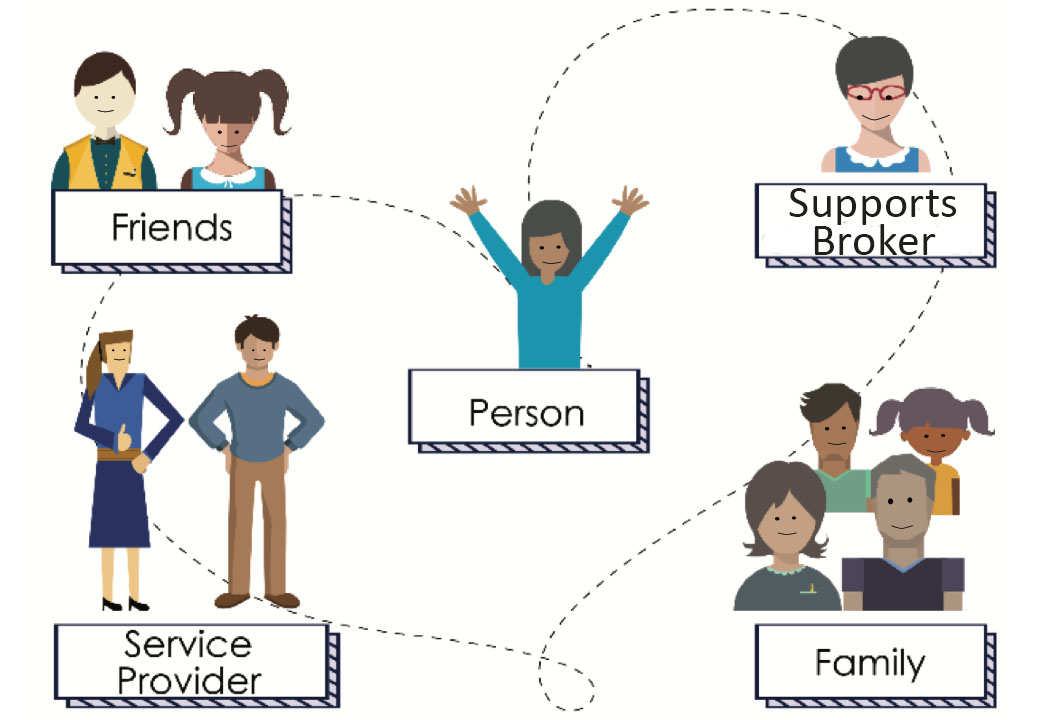 Friends
Supports
Broker
Person
Service
Provider
Family